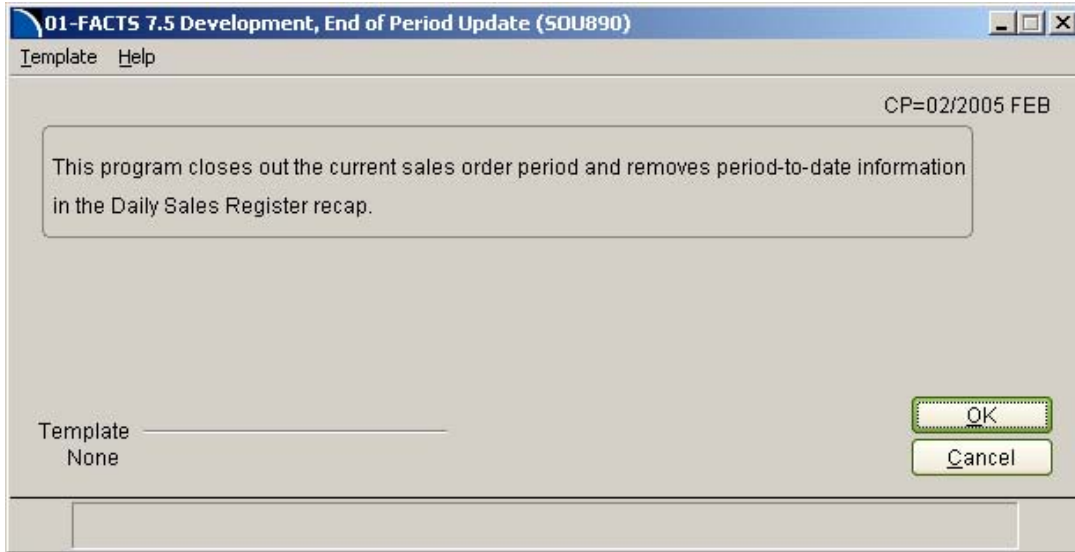 01-FACTS 7.5 Development, End of Period Update (SOU890)
Template Help
CP=02/2005 FEB
This program closes out the current sales order period and removes period-to-date information
in the Daily Sales Register recap.
OK
Template
None
Cancel